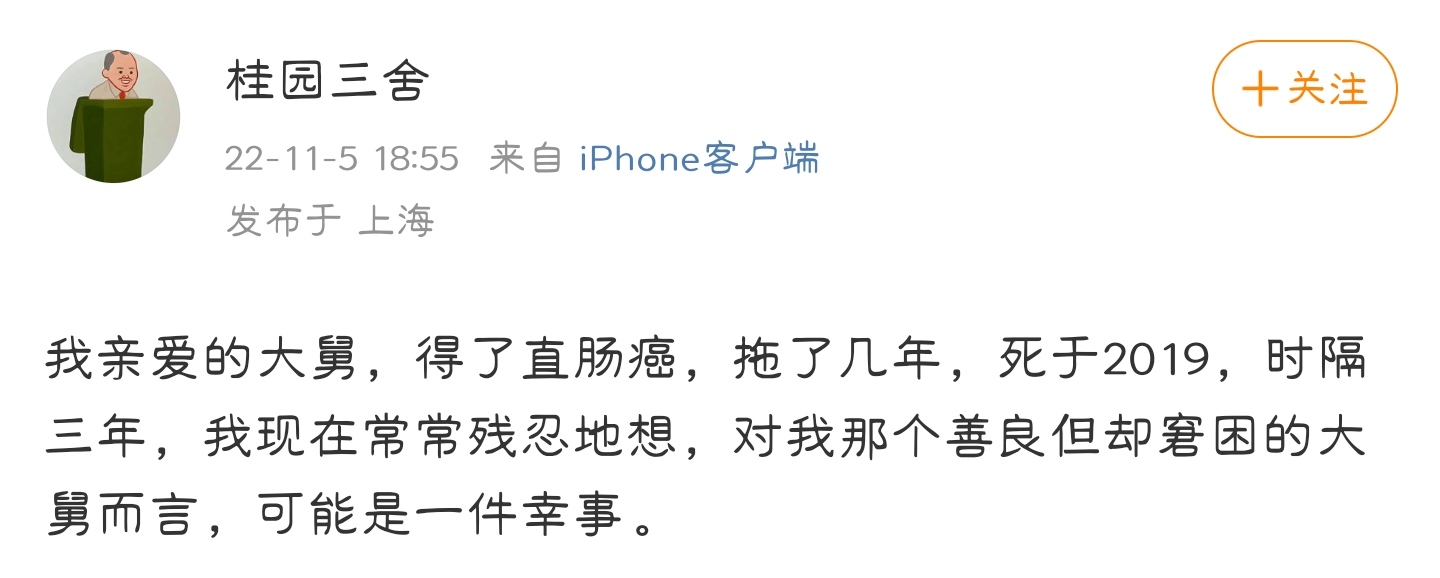 桂园三舍
十关注
22-11-5 18:55 来自 iPhone客户端
发布于 上海
我亲爱的大舅，得了直肠癌，拖了几年，死于2019，时隔
三年，我现在常常残忍地想，对我那个善良但却窘困的大
舅而言，可能是一件幸事。